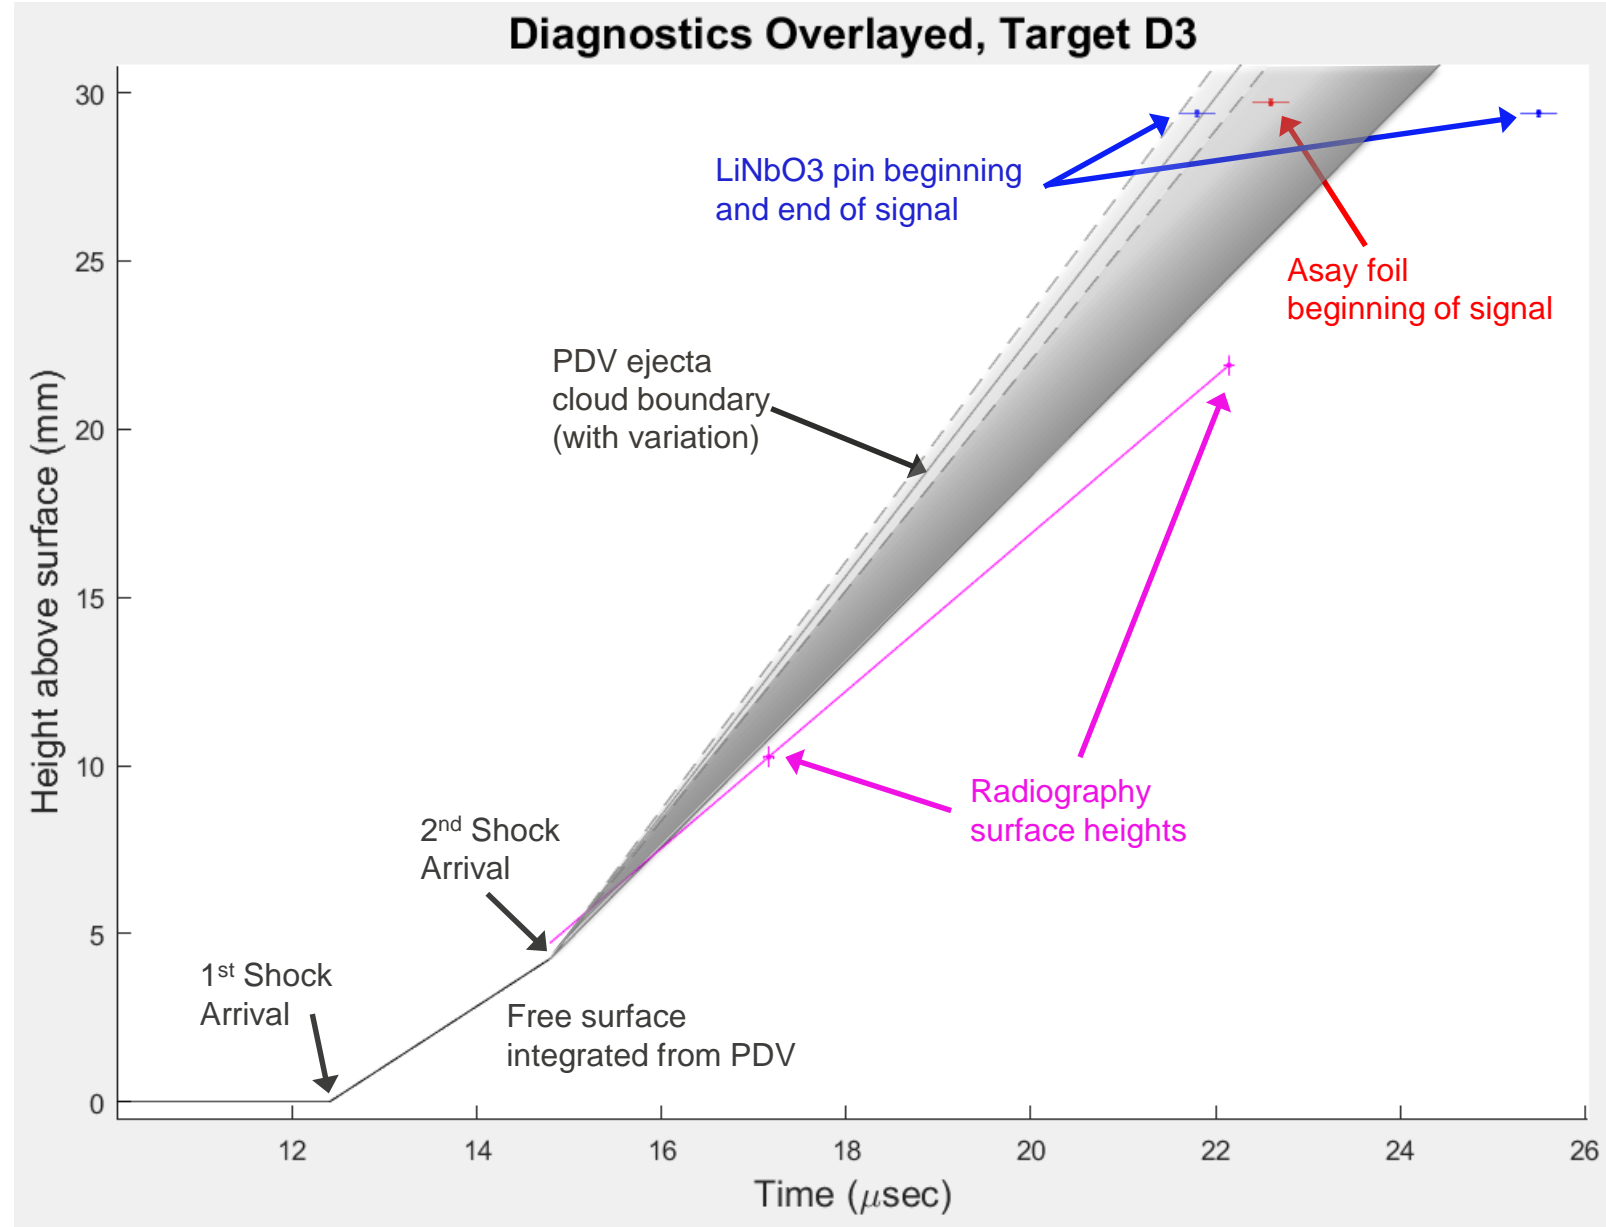 Diagnostics Overlayed, Target D3
30
25
20
15
10
5
0
Height above surface (mm)
LiNbO3 pin beginning
and end of signal
Asay foil
beginning of signal
PDV ejecta
cloud boundary
(with variation)
Radiography
surface heights
2nd Shock
Arrival
1st Shock
Arrival
Free surface
integrated from PDV
12 14 16 18 20 22 24 26
Time (μsec)